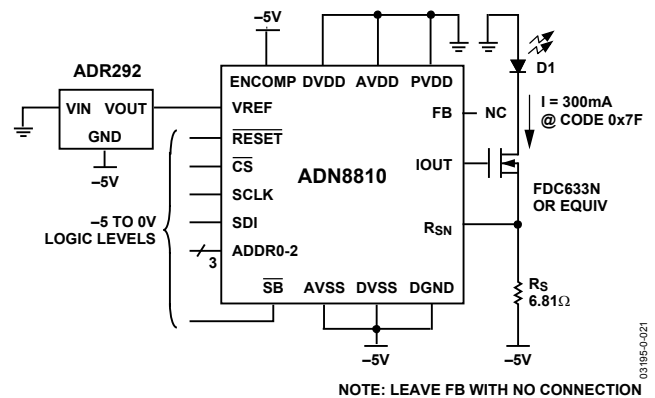 –5V
ADR292
VIN VOUT
GND
–5V
ENCOMP DVDD AVDD PVDD
VREF
RESET
CS
SCLK
SDI
ADDR0-2
3
SB AVSS DVSS DGND
ADN8810
FB
NC
IOUT
RSN
–5 TO 0V
LOGIC LEVELS
D1
I = 300mA
@ CODE 0x7F
FDC633N
OR EQUIV
RS
6.81Ω
–5V
–5V
NOTE: LEAVE FB WITH NO CONNECTION
03195-0-021